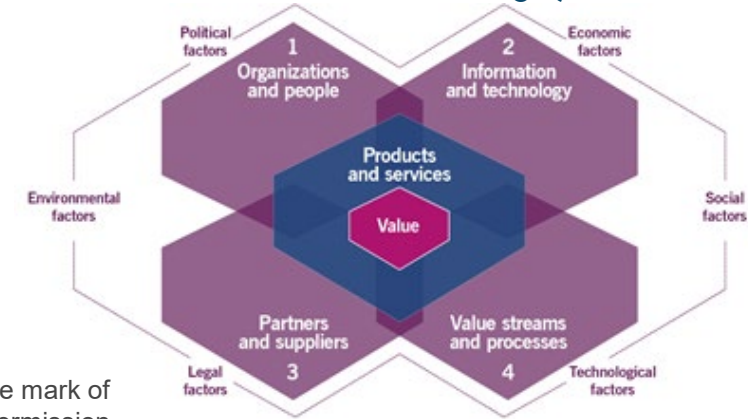 Political
factors
1
Organizations
and people
2
Information
and technology
Economic
factors
Products
and services
Value
Environmental
factors
Social
factors
Partners
and suppliers
3
Value streams
and processes
4
Legal
factors
Technological
factors
e mark of